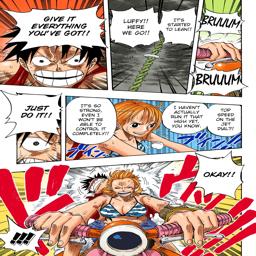 BRUUUM
BRUUUM
IT'S
STARTED
TO LEAN!!
LUFFY!!
HERE
WE GO!!
GIVE IT
EVERYTHING
YOU'VE GOT!!
TOP
SPEED
ON THE
JET
DIAL?!
I HAVEN'T
ACTUALLY
RUN IT THAT
HIGH YET,
YOU KNOW.
IT'S SO
STRONG,
EVEN I
WON'T BE
ABLE TO
CONTROL IT
COMPLETELY!!
JUST
DO IT!!
OKAY!!
!!!